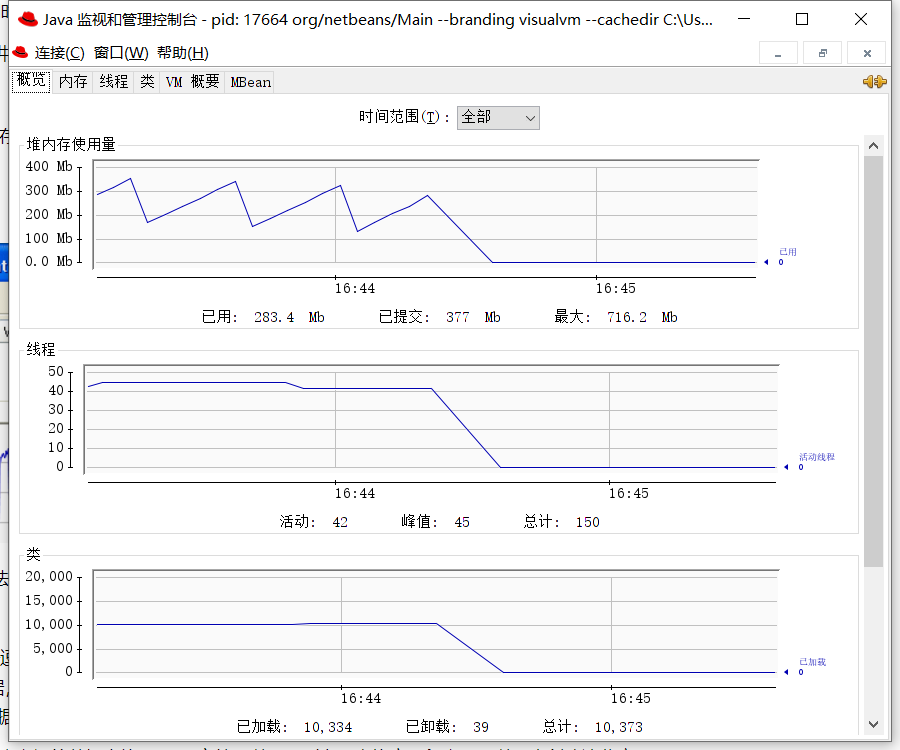 Java 监视和管理控制台 - pid: 17664 org/netbeans/Main --branding visualvm --cachedir C:\Us...
连接(C) 窗口(W) 帮助(H)
概览 内存 线程 类 VM 概要 MBean
时间范围(T): 全部
堆内存使用量
400 Mb
300 Mb
200 Mb
100 Mb
0.0 Mb
已用
0
16:44 16:45
已用: 283.4 Mb 已提交: 377 Mb 最大: 716.2 Mb
线程
50
40
30
20
10
0
活动线程
0
16:44 16:45
活动: 42 峰值: 45 总计: 150
类
20,000
15,000
10,000
5,000
0
已加载
0
16:44 16:45
已加载: 10,334 已卸载: 39 总计: 10,373